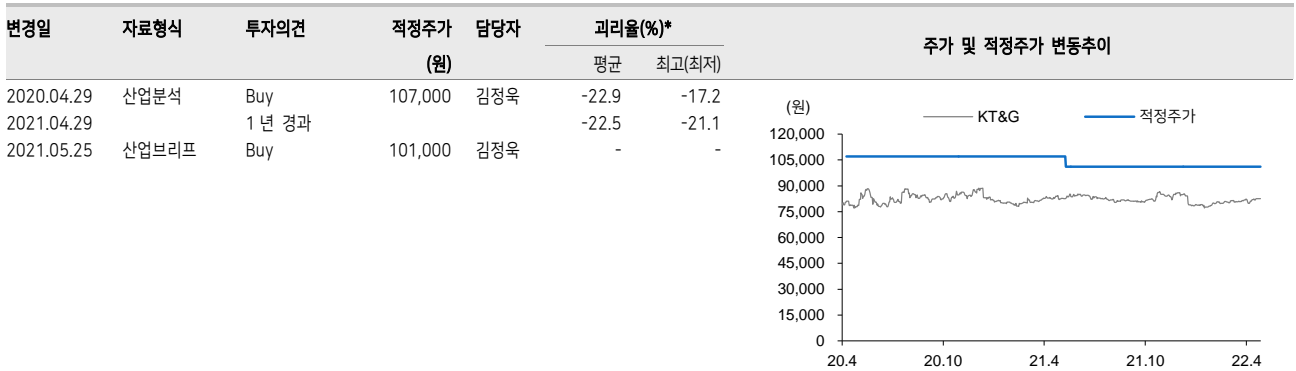 변경일 자료형식 투자의견 적정주가 담당자 괴리율(%)* 주가 및 적정주가 변동추이
(원) 평균 최고(최저)
2020.04.29 산업분석 Buy 107,000 김정욱 -22.9 -17.2
2021.04.29 1년 경과 -22.5 -21.1
2021.05.25 산업브리프 Buy 101,000 김정욱 - -
(원)
KT&G 적정주가
120,000
105,000
90,000
75,000
60,000
45,000
30,000
15,000
0
20.4 20.10 21.4 21.10 22.4